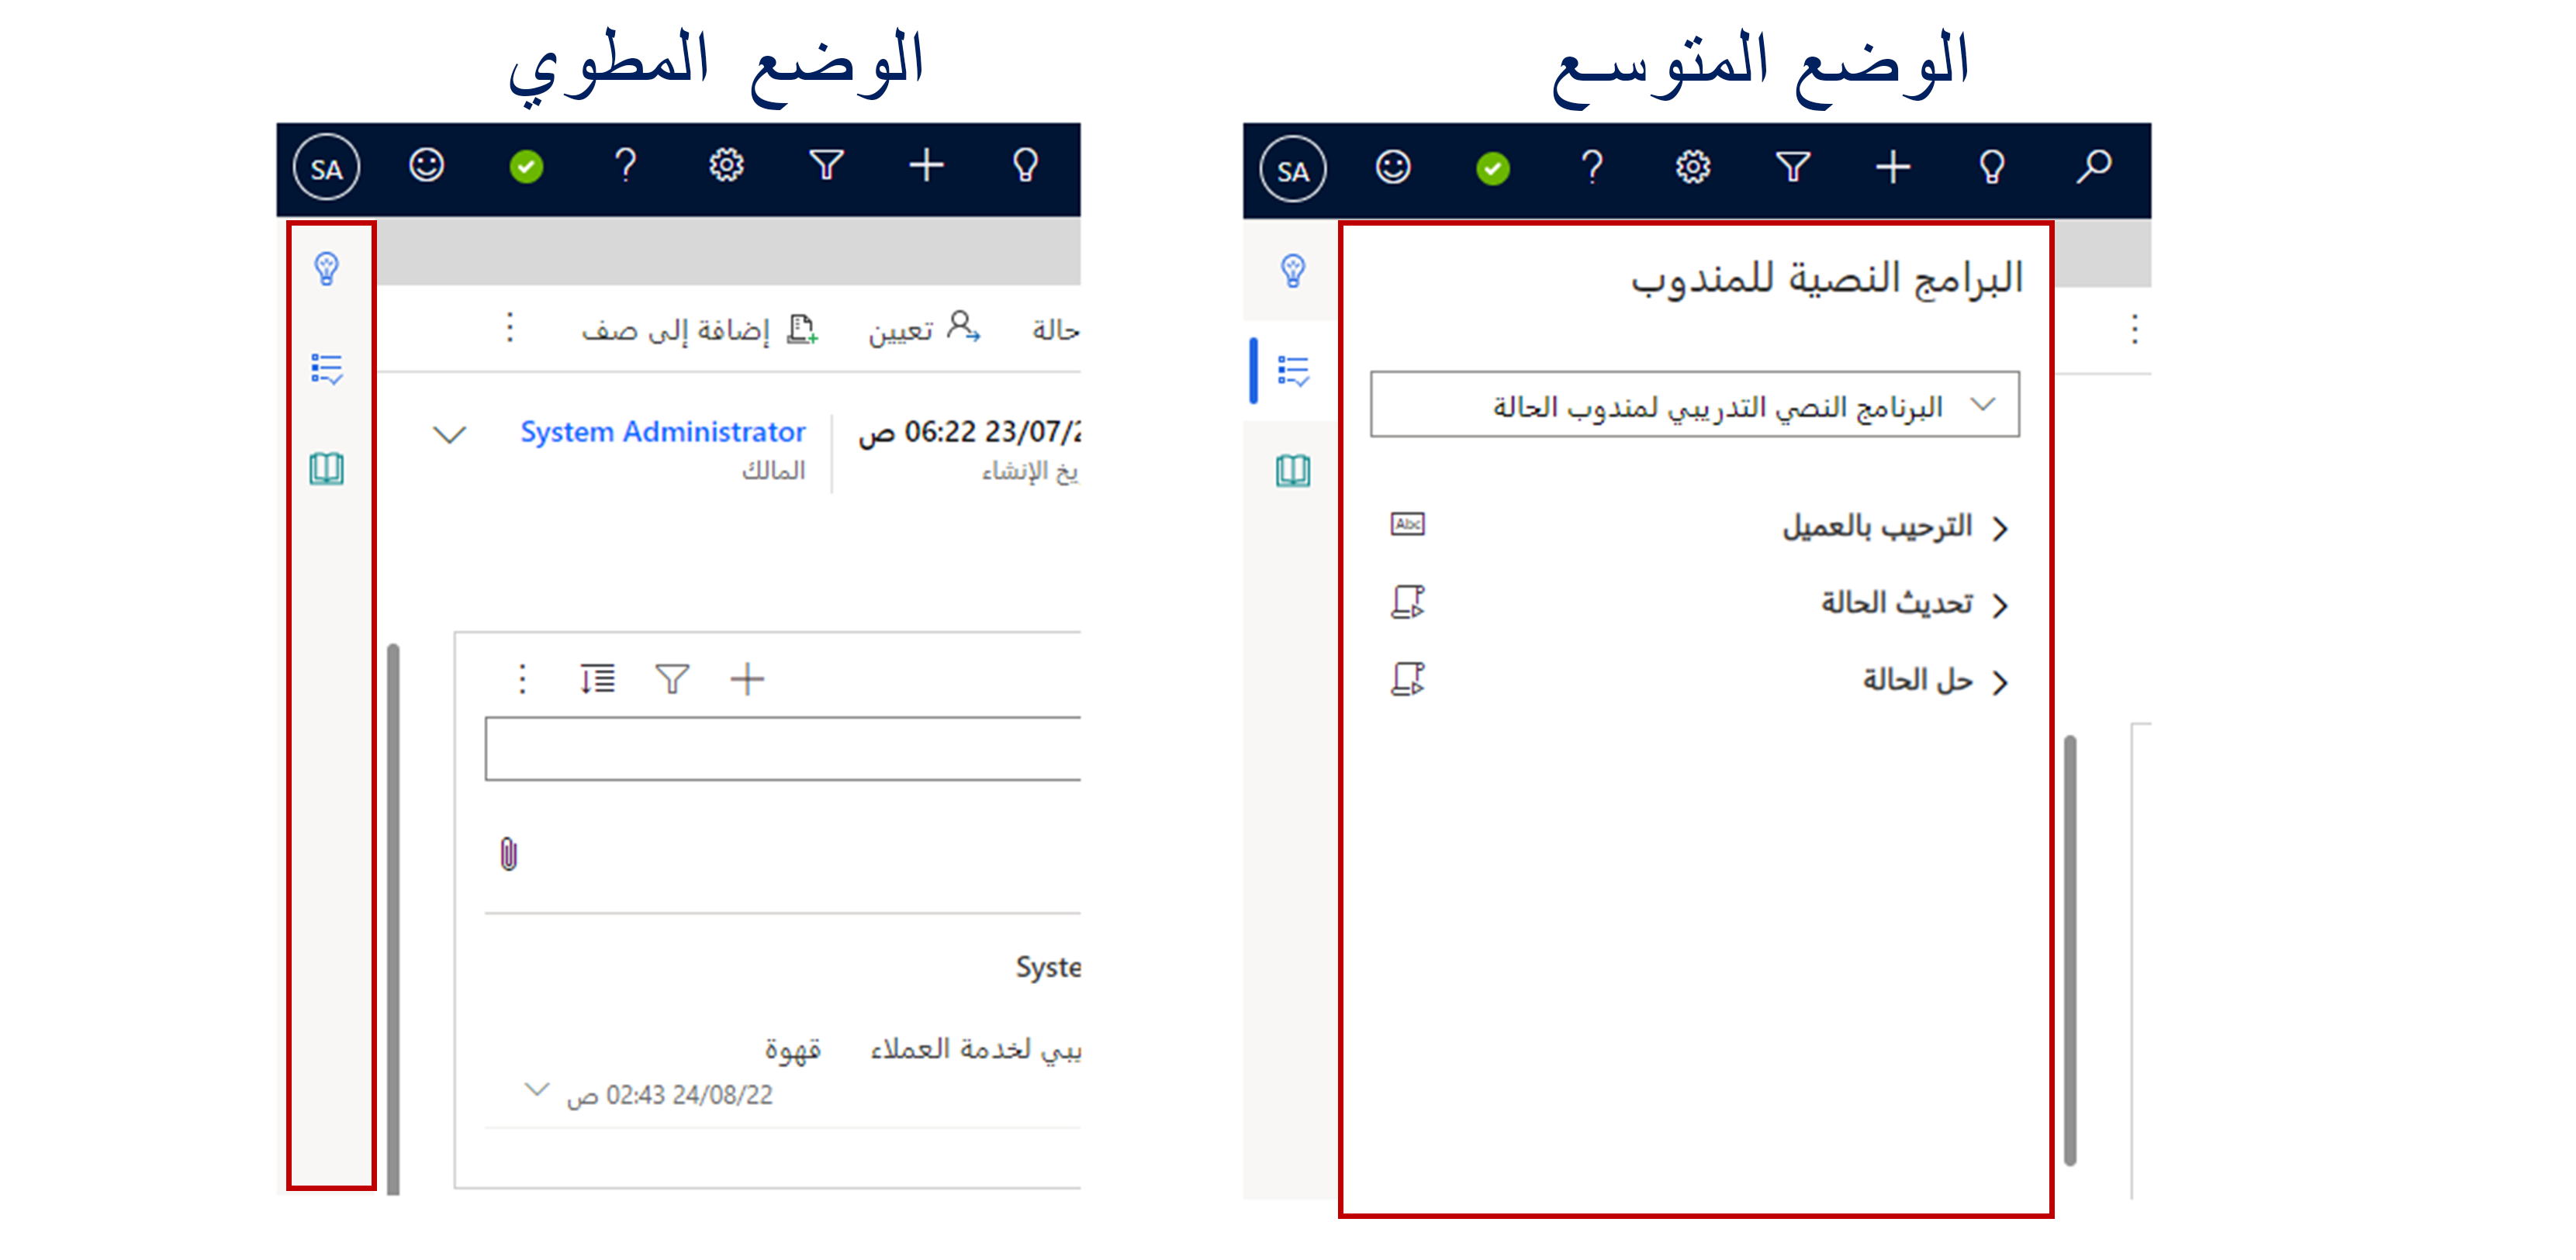 الوضع المتوسع
البرامج النصية للمندوب
البرنامج النصي التدريبي لمندوب الحالة
الترحيب بالعميل
Abc
تحديث الحالة
حل الحالة
SA
الوضع المطوي
SA
حالة
تعيين
إضافة إلى صف
06:22 23/07/2 ص
System Administrator
يخ الإنشاء
المالك
Syste
يبي لخدمة العملاء
قهوة
02:43 24/08/22 ص